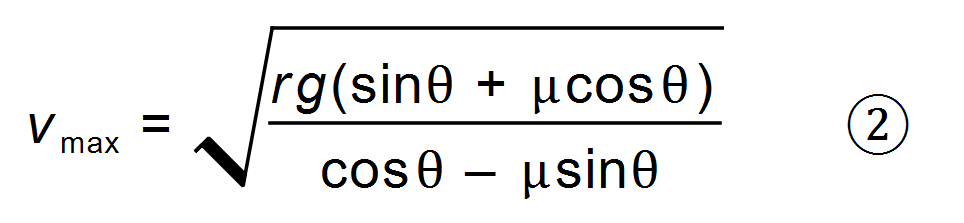 v max = √ rg(sinθ + μcosθ) / cosθ – μsinθ ②